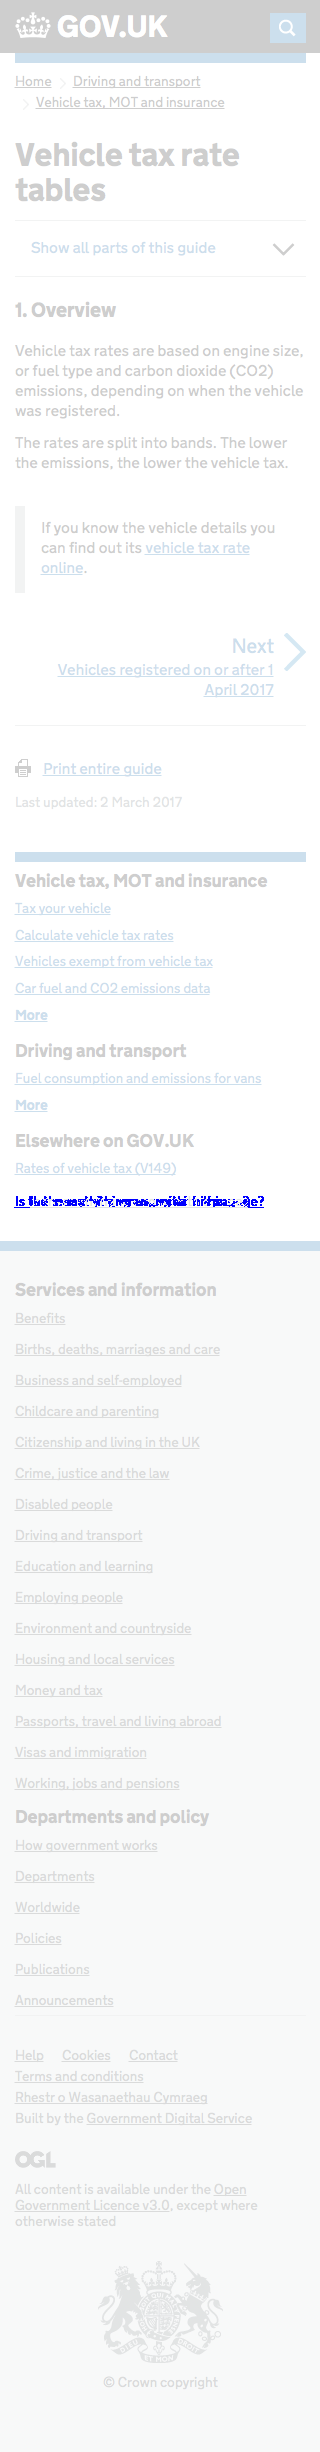 GOV.UK
Home
Driving and transport
Vehicle tax, MOT and insurance
Vehicle tax rate
tables
Show all parts of this guide
1. Overview
Vehicle tax rates are based on engine size,
or fuel type and carbon dioxide (CO2)
emissions, depending on when the vehicle
was registered.
The rates are split into bands. The lower
the emissions, the lower the vehicle tax.
If you know the vehicle details you
can find out its vehicle tax rate
online.
Next
Vehicles registered on or after 1
April 2017
Print entire guide
Last updated: 2 March 2017
Vehicle tax, MOT and insurance
Tax your vehicle
Calculate vehicle tax rates
Vehicles exempt from vehicle tax
Car fuel and CO2 emissions data
More
Driving and transport
Fuel consumption and emissions for vans
More
Elsewhere on GOV.UK
Rates of vehicle tax (V149)
Is
Services and information
Benefits
Births, deaths, marriages and care
Business and self-employed
Childcare and parenting
Citizenship and living in the UK
Crime, justice and the law
Disabled people
Driving and transport
Education and learning
Employing people
Environment and countryside
Housing and local services
Money and tax
Passports, travel and living abroad
Visas and immigration
Working, jobs and pensions
Departments and policy
How government works
Departments
Worldwide
Policies
Publications
Announcements
Help Cookies Contact
Terms and conditions
Rhestr o Wasanaethau Cymraeg
Built by the Government Digital Service
OGL
All content is available under the Open
Government Licence v3.0, except where
otherwise stated
© Crown copyright